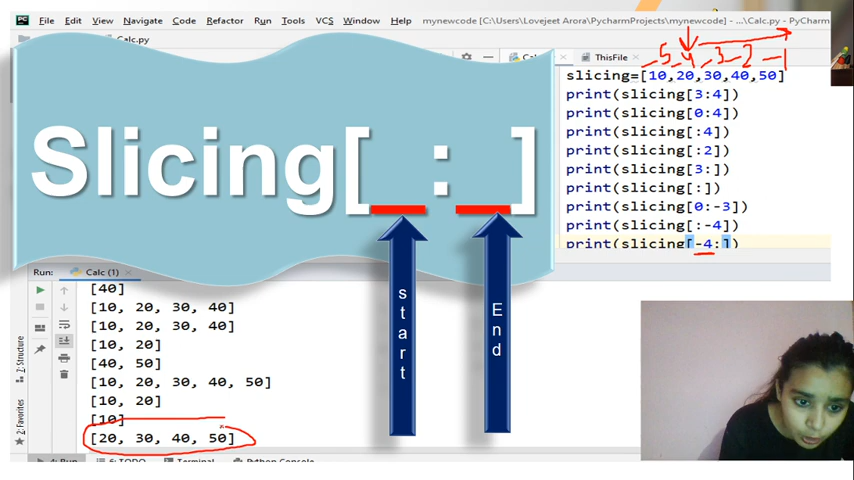 File Edit View Navigate Code Refactor Run Tools VCS Window Help mynewcode [C:\Users\Lovejeet Arora\PycharmProjects\mynewcode] - ...\Calc.py - PyCharm
Calc.py
ThisFile
-5 -4 -3 -2 -1
slicing=[10,20,30,40,50]
print(slicing[3:4])
print(slicing[0:4])
print(slicing[:4])
print(slicing[:2])
print(slicing[3:])
print(slicing[:])
print(slicing[0:-3])
print(slicing[:-4])
print(slicing[-4:])
Slicing[_:_]
start
End
Run: Calc (1)
[40]
[10, 20, 30, 40]
[10, 20, 30, 40]
[10, 20]
[40, 50]
[10, 20, 30, 40, 50]
[10, 20]
[10]
[20, 30, 40, 50]
7: Structure
2: Favorites
4: Run 6: TODO Terminal Python Console